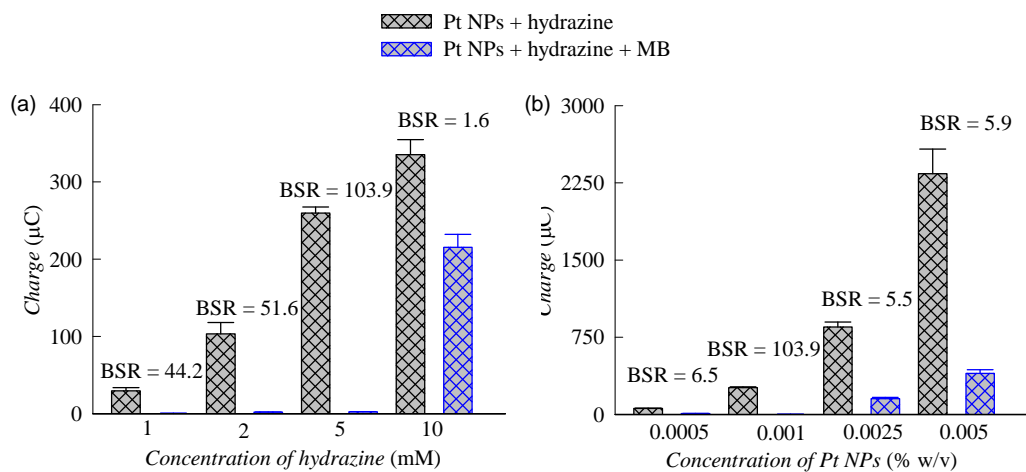 Pt NPs + hydrazine
Pt NPs + hydrazine + MB
(a)
400
300
200
100
0
Charge (μC)
BSR = 44.2
BSR = 51.6
BSR = 103.9
BSR = 1.6
1 2 5 10
Concentration of hydrazine (mM)
(b)
3000
2250
1500
750
0
Charge (μC)
BSR = 6.5
BSR = 103.9
BSR = 5.5
BSR = 5.9
0.0005 0.001 0.0025 0.005
Concentration of Pt NPs (% w/v)